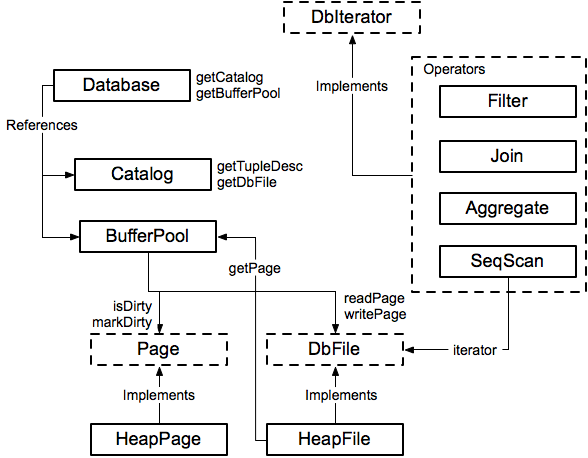 DbIterator
Operators
Database
getCatalog
getBufferPool
Implements
Filter
References
Join
Catalog
getTupleDesc
getDbFile
Aggregate
BufferPool
SeqScan
getPage
isDirty
markDirty
readPage
writePage
Page
DbFile
iterator
Implements
Implements
HeapPage
HeapFile